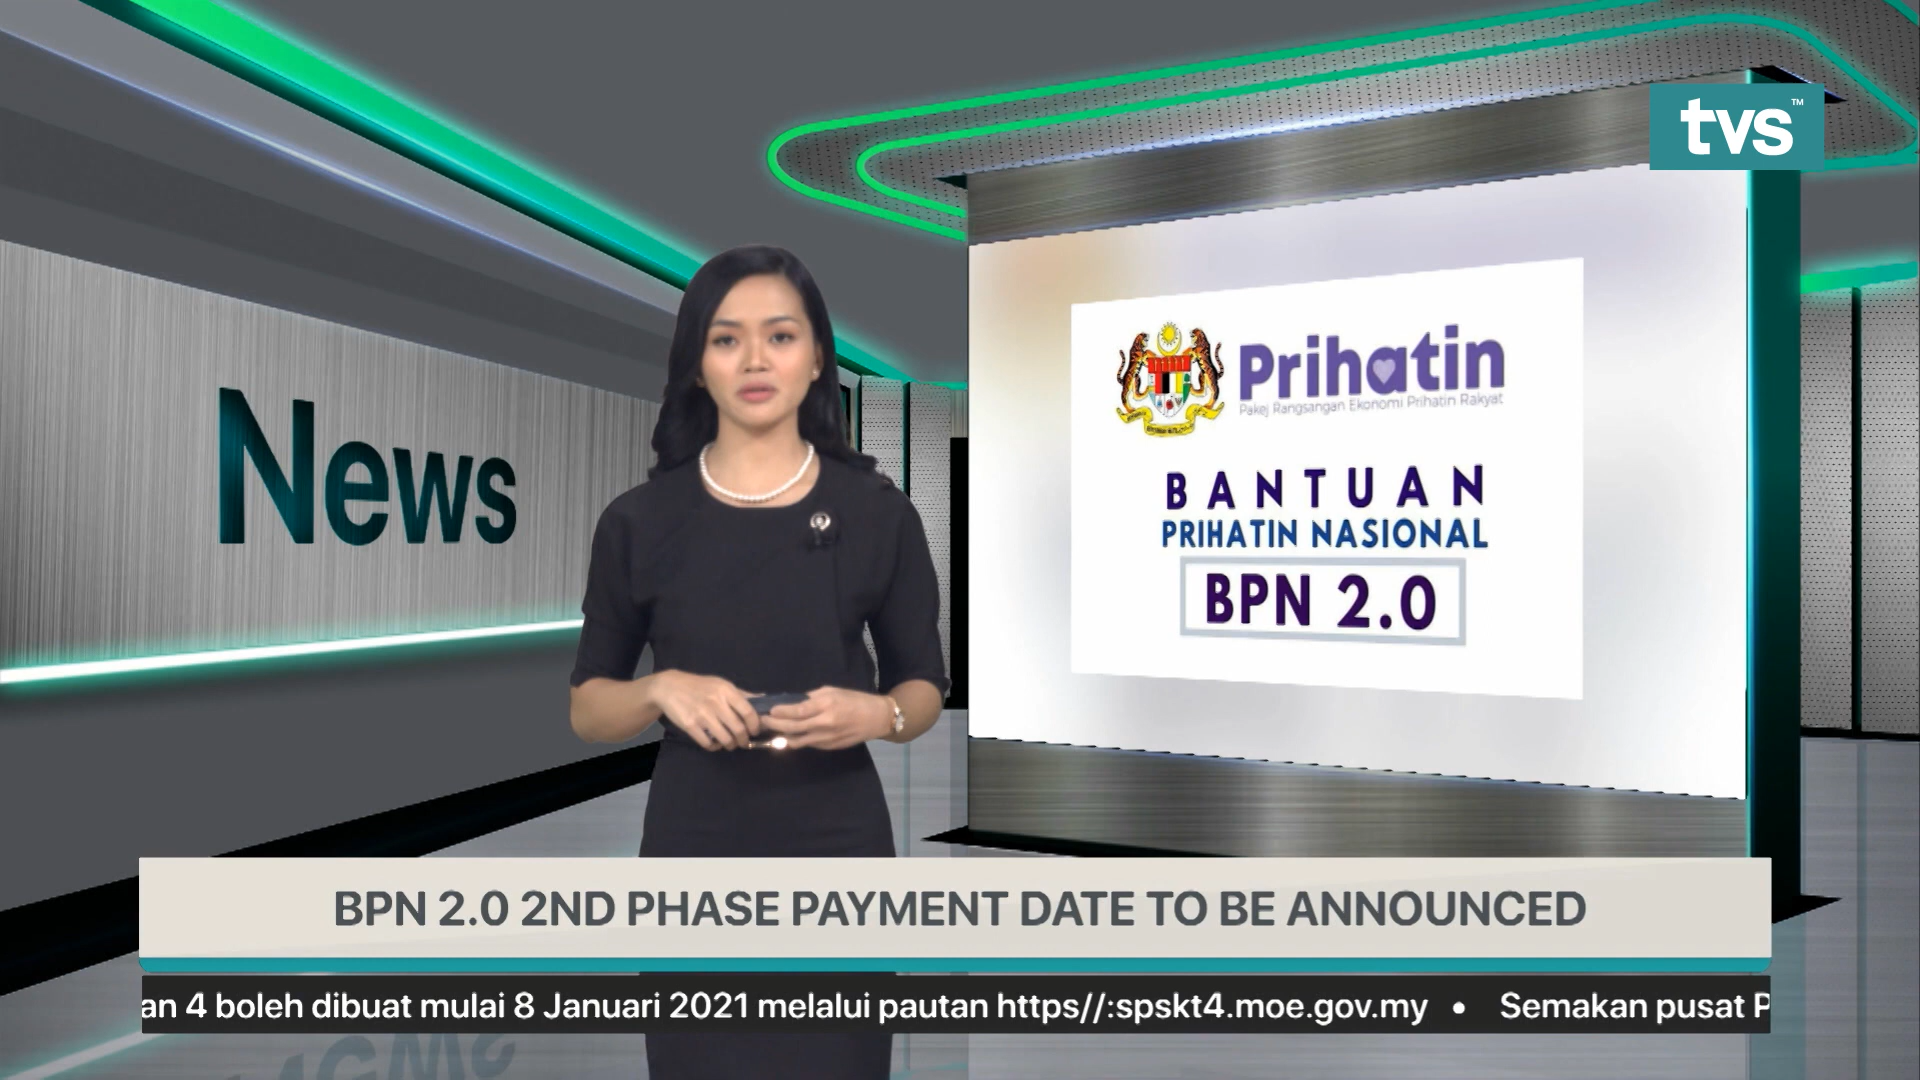 tvs™
News
Prihatin
Pakej Rangsangan Ekonomi Prihatin Rakyat
BANTUAN
PRIHATIN NASIONAL
BPN 2.0
BPN 2.0 2ND PHASE PAYMENT DATE TO BE ANNOUNCED
an 4 boleh dibuat mulai 8 Januari 2021 melalui pautan https//:spskt4.moe.gov.my • Semakan pusat P